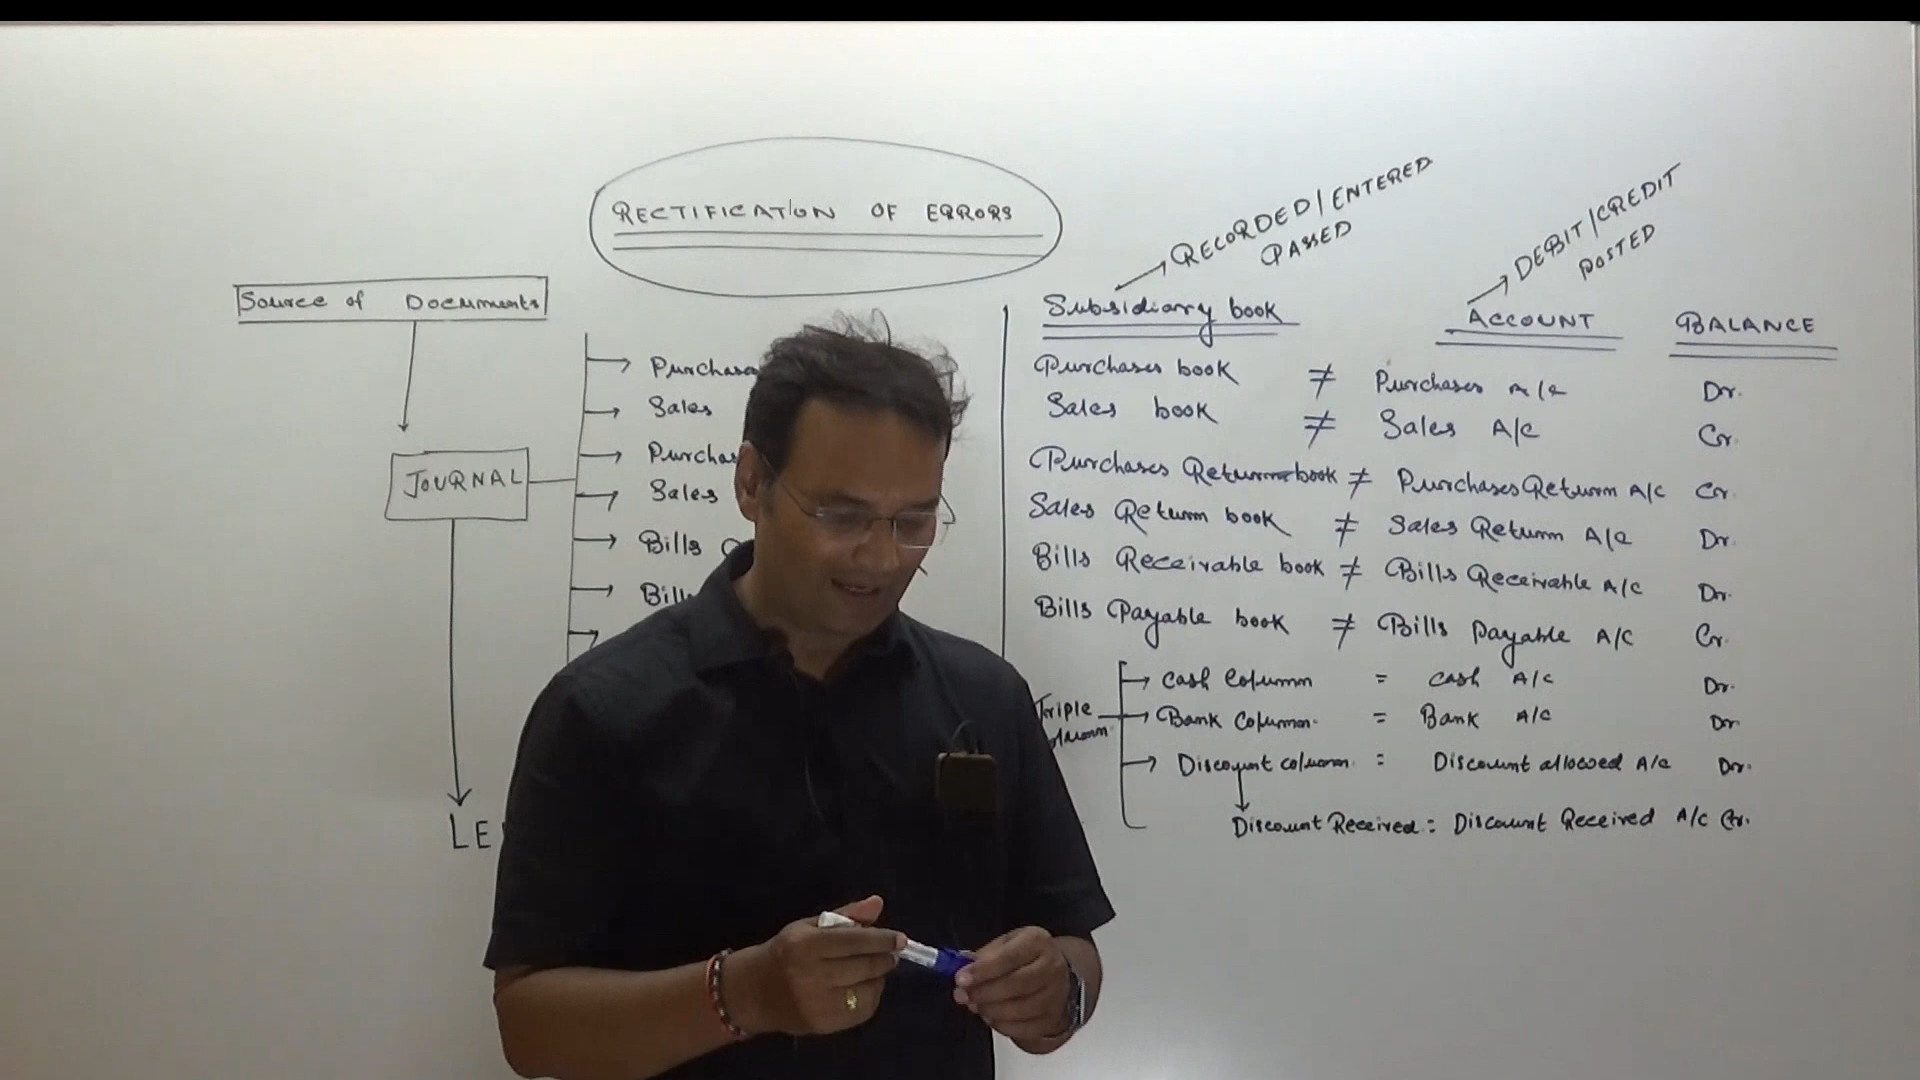 RECTIFICATION OF ERRORS
Source of Documents
JOURNAL
Purchases
Sales
Sales
Bills
RECORDED/ENTERED
PASSED
DEBIT/CREDIT
POSTED
Subsidiary book ACCOUNT BALANCE
Purchases book ≠ Purchases A/c Dr.
Sales book ≠ Sales A/c Cr.
Purchases Return book ≠ Purchases Return A/C Cr.
Sales Return book ≠ Sales Return A/c Dr.
Bills Receivable book ≠ Bills Receivable A/C Dr.
Bills Payable book ≠ Bills Payable A/C Cr.
Triple
Cash Column = Cash A/c Dr.
Bank Column = Bank A/c Dr
Discount column = Discount allowed A/c Dr.
Discount Received = Discount Received A/c Cr.